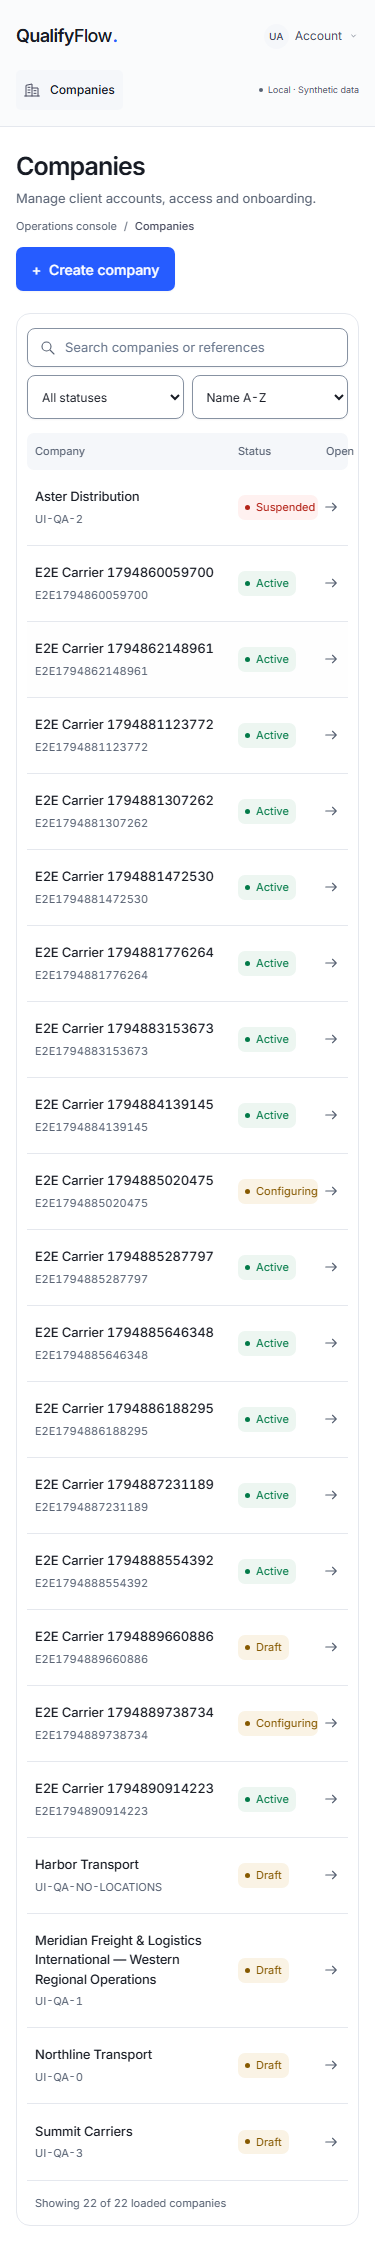 QualifyFlow.
UA Account
Companies
Local · Synthetic data
Companies
Manage client accounts, access and onboarding.
Operations console / Companies
+ Create company
Search companies or references
All statuses
Name A-Z
Company Status Open
Aster Distribution
UI-QA-2
Suspended
E2E Carrier 1794860059700
E2E1794860059700
Active
E2E Carrier 1794862148961
E2E1794862148961
Active
E2E Carrier 1794881123772
E2E1794881123772
Active
E2E Carrier 1794881307262
E2E1794881307262
Active
E2E Carrier 1794881472530
E2E1794881472530
Active
E2E Carrier 1794881776264
E2E1794881776264
Active
E2E Carrier 1794883153673
E2E1794883153673
Active
E2E Carrier 1794884139145
E2E1794884139145
Active
E2E Carrier 1794885020475
E2E1794885020475
Configuring
E2E Carrier 1794885287797
E2E1794885287797
Active
E2E Carrier 1794885646348
E2E1794885646348
Active
E2E Carrier 1794886188295
E2E1794886188295
Active
E2E Carrier 1794887231189
E2E1794887231189
Active
E2E Carrier 1794888554392
E2E1794888554392
Active
E2E Carrier 1794889660886
E2E1794889660886
Draft
E2E Carrier 1794889738734
E2E1794889738734
Configuring
E2E Carrier 1794890914223
E2E1794890914223
Active
Harbor Transport
UI-QA-NO-LOCATIONS
Draft
Meridian Freight & Logistics
International — Western
Regional Operations
UI-QA-1
Draft
Northline Transport
UI-QA-0
Draft
Summit Carriers
UI-QA-3
Draft
Showing 22 of 22 loaded companies